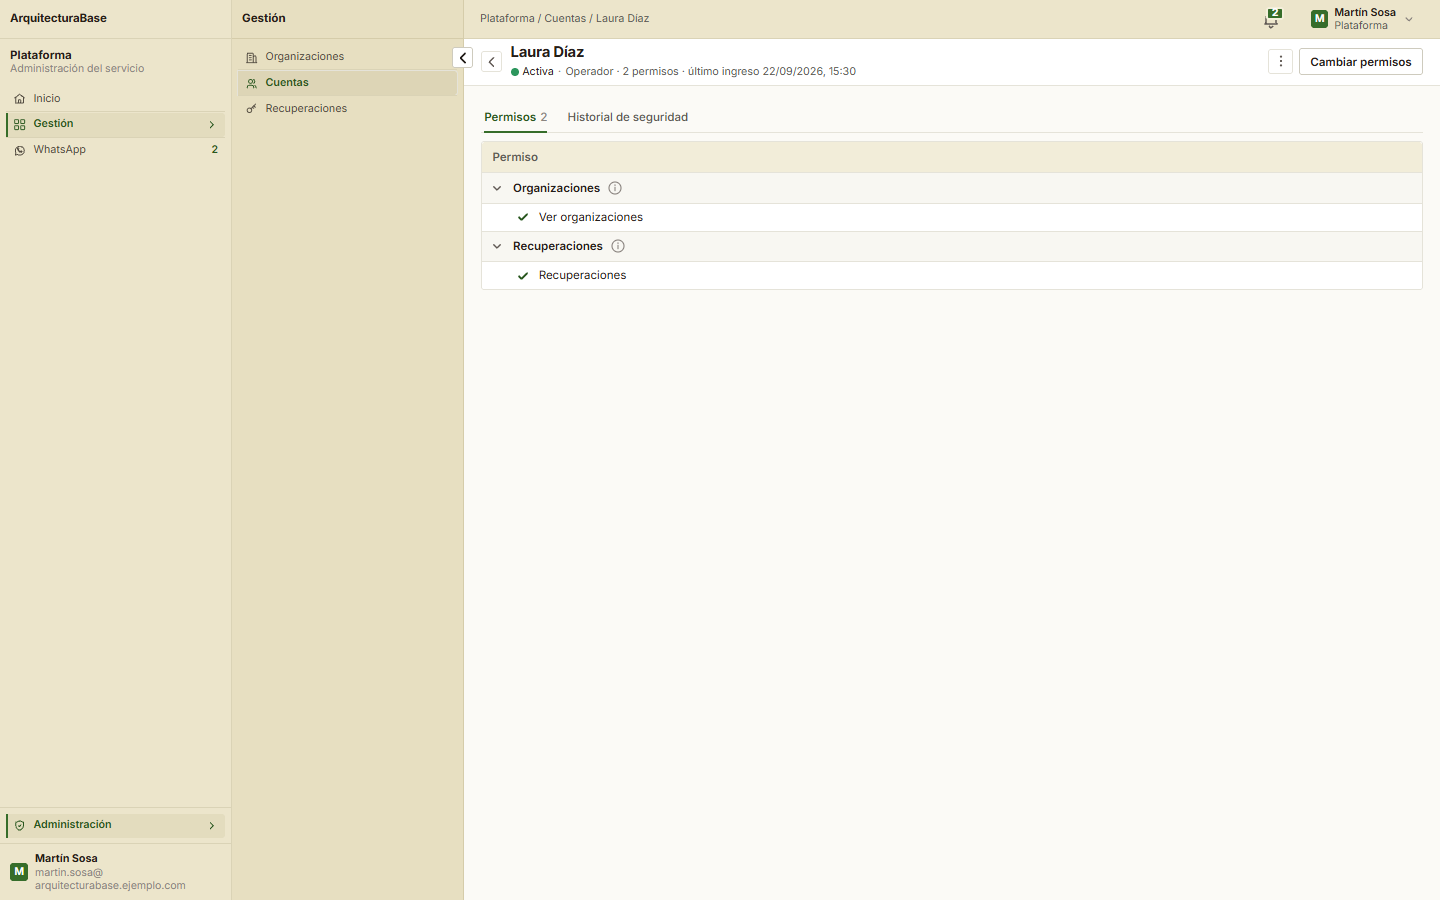 ArquitecturaBase
Plataforma
Administración del servicio
Inicio
Gestión
WhatsApp 2
Administración
M
Martín Sosa
martin.sosa@
arquitecturabase.ejemplo.com
Gestión
Organizaciones
Cuentas
Recuperaciones
Plataforma / Cuentas / Laura Díaz
2
M
Martín Sosa
Plataforma
Laura Díaz
Activa · Operador · 2 permisos · último ingreso 22/09/2026, 15:30
Cambiar permisos
Permisos 2 Historial de seguridad
Permiso
Organizaciones
Ver organizaciones
Recuperaciones
Recuperaciones